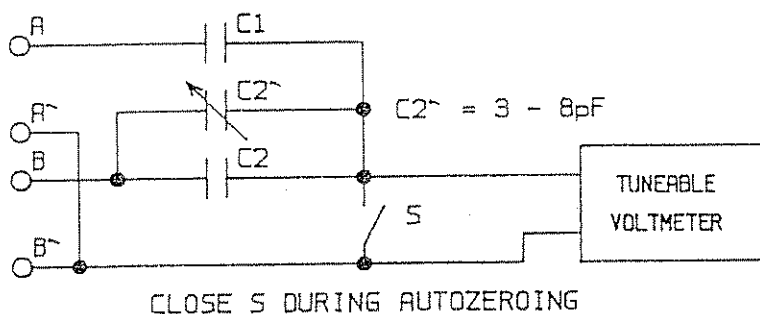 A
C1
C2~
C2~ = 3 - 8pF
A~
B
C2
TUNEABLE
VOLTMETER
S
B~
CLOSE S DURING AUTOZEROING